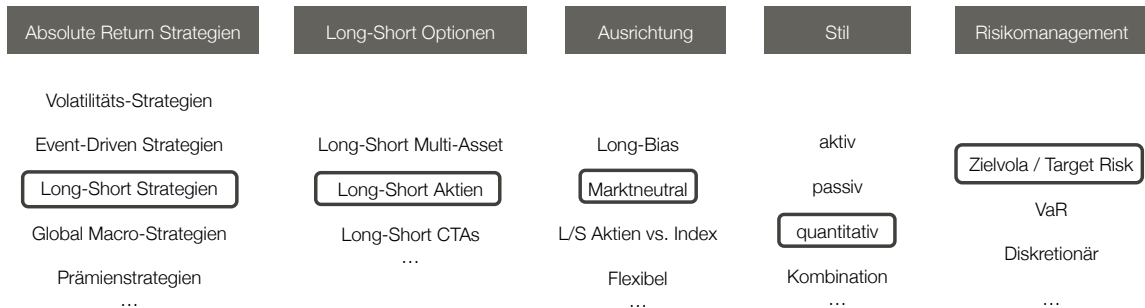 Absolute Return Strategien
Volatilitäts-Strategien
Event-Driven Strategien
Long-Short Strategien
Global Macro-Strategien
Prämienstrategien
…
Long-Short Optionen
Long-Short Multi-Asset
Long-Short Aktien
Long-Short CTAs
…
Ausrichtung
Long-Bias
Marktneutral
L/S Aktien vs. Index
Flexibel
…
Stil
aktiv
passiv
quantitativ
Kombination
…
Risikomanagement
Zielvola / Target Risk
VaR
Diskretionär
…